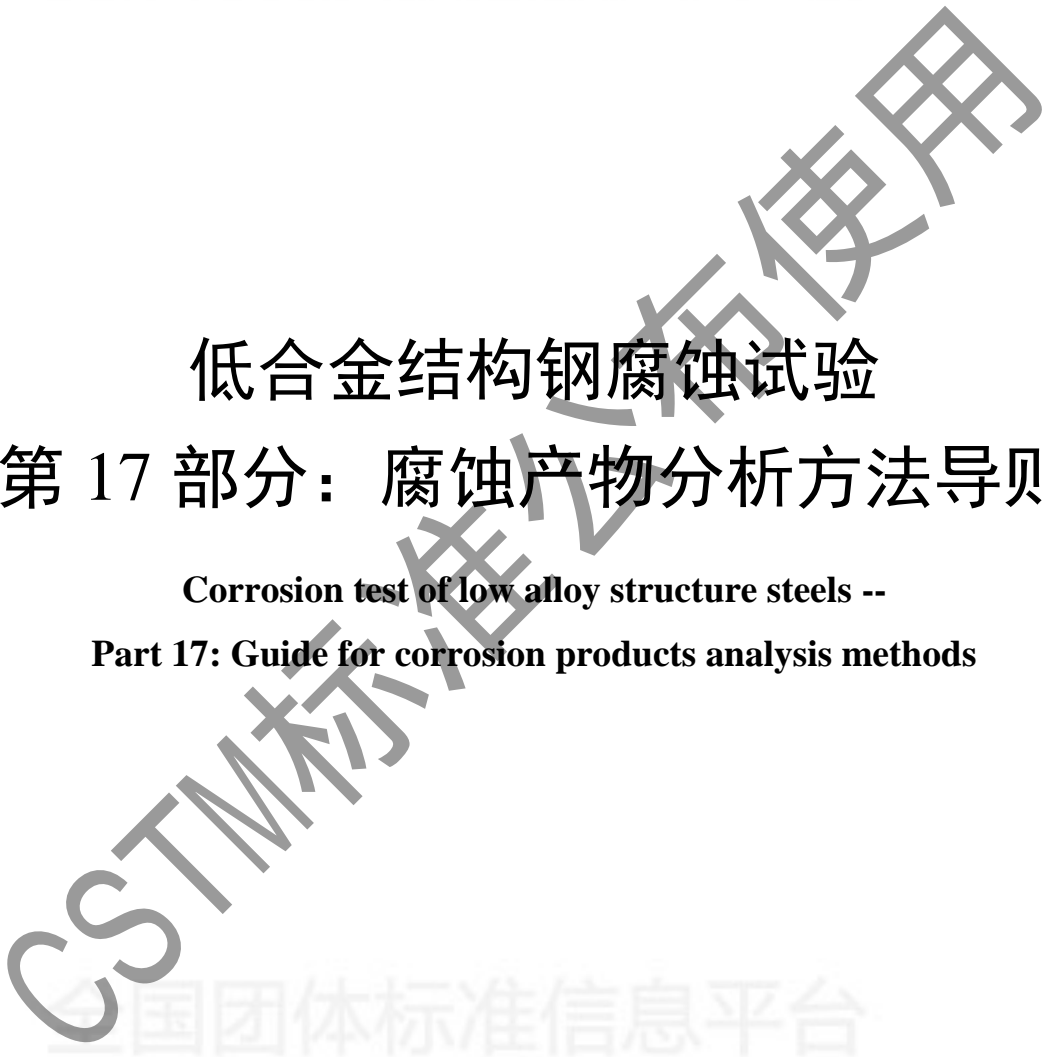 低合金结构钢腐蚀试验
第 17 部分：腐蚀产物分析方法导则
Corrosion test of low alloy structure steels --
Part 17: Guide for corrosion products analysis methods
CSTM标准公布使用
全国团体标准信息平台